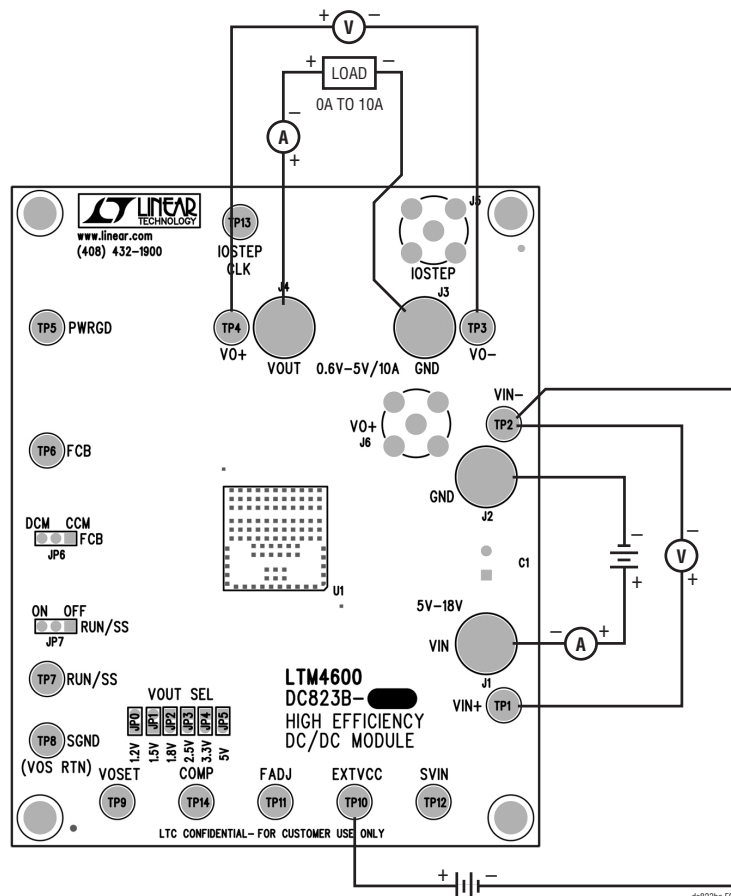 + V −
+ LOAD −
0A TO 10A
− A +
LINEAR
TECHNOLOGY
www.linear.com
(408) 432-1900
TP13
IOSTEP
CLK
J5
IOSTEP
J4
J3
TP5 PWRGD
TP4
TP3
VO+
VO-
VOUT 0.6V-5V/10A GND
VIN-
TP2
VO+
J6
TP6 FCB
GND
J2
DCM CCM
FCB
JP6
C1
− +
− V +
U1
5V-18V
ON OFF
RUN/SS
JP7
VIN
− A +
J1
TP7 RUN/SS
LTM4600
DC823B-
HIGH EFFICIENCY
DC/DC MODULE
VIN+ TP1
VOUT SEL
JP0 JP1 JP2 JP3 JP4 JP5
1.2V 1.5V 1.8V 2.5V 3.3V 5V
TP8 SGND
(VOS RTN)
VOSET COMP FADJ EXTVCC SVIN
TP9 TP14 TP11 TP10 TP12
LTC CONFIDENTIAL-FOR CUSTOMER USE ONLY
+ −